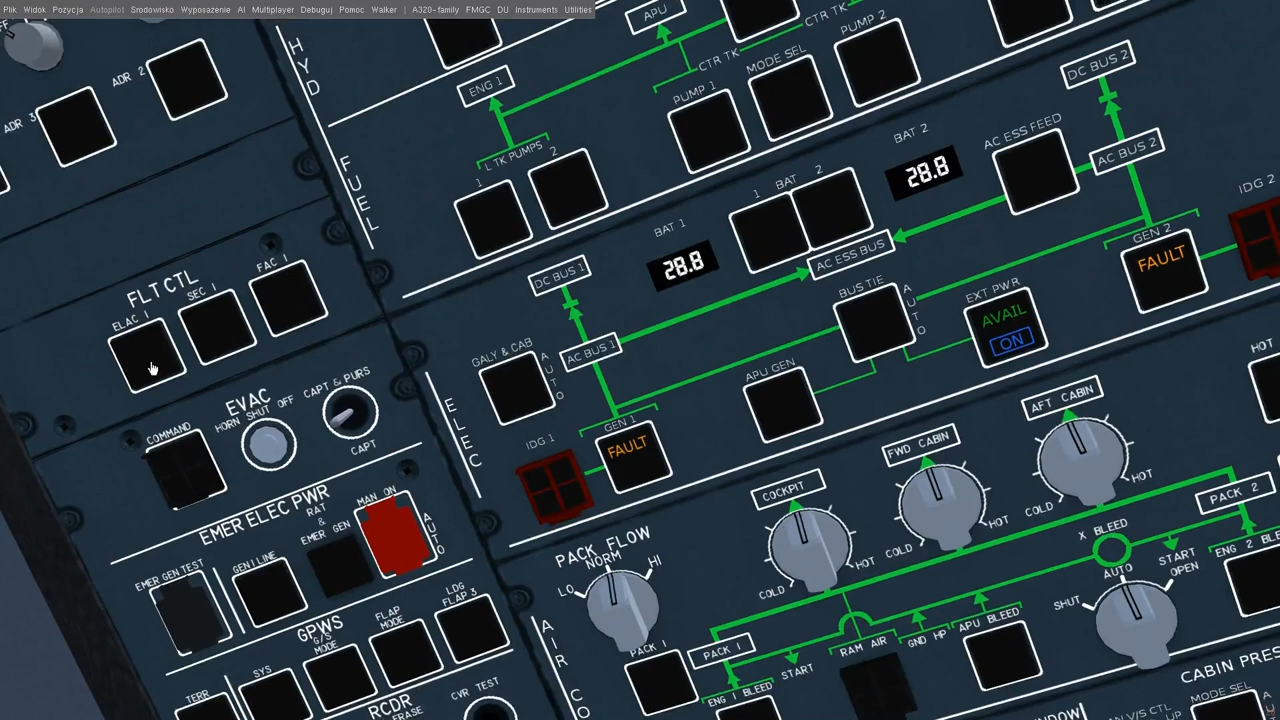 Plik Widok Pozycja Autopilot Środowisko Wyposażenie AI Multiplayer Debuguj Pomoc Walker | A320-family FMGC DU Instruments Utilities
OFF
ADR 2
ADR 3
HYD
APU
CTR TK
CTR TK
ENG 1
PUMP 1
MODE SEL
PUMP 2
DC BUS 2
FUEL
L TK PUMPS
1
2
BAT 1
28.8
1
BAT
2
BAT 2
28.8
AC ESS FEED
AC BUS 2
IDG 2
GEN 2
FAULT
AC ESS BUS
DC BUS 1
FLT CTL
ELAC 1
SEC 1
FAC 1
BUS TIE
AUTO
EXT PWR
AVAIL
ON
GALY & CAB
AUTO
AC BUS 1
APU GEN
ELEC
IDG 1
GEN 1
FAULT
HOT
EVAC
COMMAND
HORN SHUT OFF
CAPT & PURS
CAPT
EMER ELEC PWR
EMER GEN TEST
GEN 1 LINE
RAT
&
EMER GEN
MAN ON
AUTO
PACK FLOW
LO
NORM
HI
COCKPIT
COLD
HOT
FWD CABIN
COLD
HOT
AFT CABIN
COLD
HOT
PACK 2
X BLEED
AUTO
SHUT
OPEN
START
ENG 2 BLE
GPWS
TERR
SYS
G/S
MODE
FLAP
MODE
LDG
FLAP 3
AIR CO
PACK 1
PACK 1
START
ENG 1 BLEED
RAM AIR
GND HP
APU BLEED
RCDR
ERASE
CVR TEST
CABIN PRES
MODE SEL